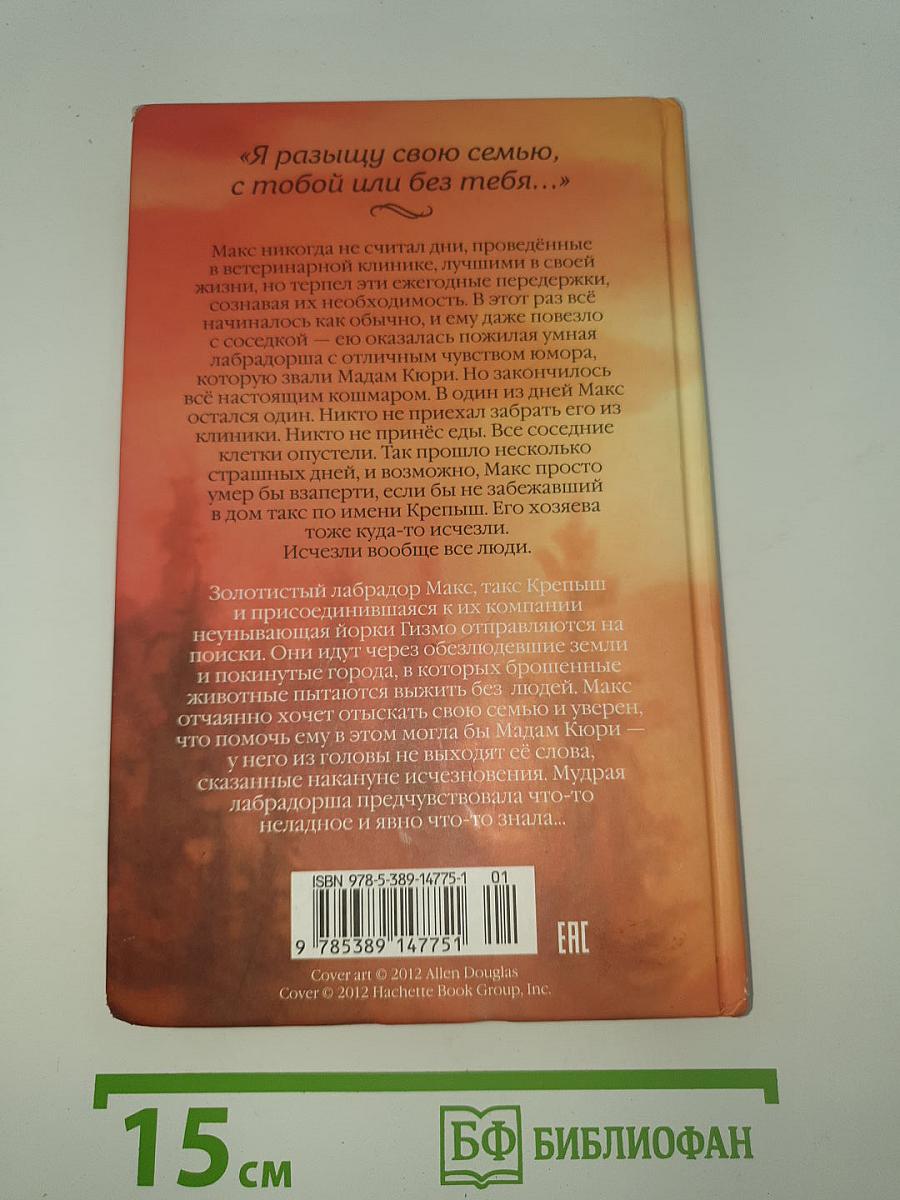 «Я разыщу свою семью,
с тобой или без тебя...»
Макс никогда не считал дни, проведённые
в ветеринарной клинике, лучшими в своей
жизни, но терпел эти ежегодные передержки,
сознавая их необходимость. В этот раз всё
начиналось как обычно, и ему даже повезло
с соседкой — ею оказалась пожилая умная
лабрадорша с отличным чувством юмора,
которую звали Мадам Кюри. Но закончилось
всё настоящим кошмаром. В один из дней Макс
остался один. Никто не приехал забрать его из
клиники. Никто не принёс еды. Все соседние
клетки опустели. Так прошло несколько
страшных дней, и возможно, Макс просто
умер бы взаперти, если бы не забежавший
в дом такс по имени Крепыш. Его хозяева
тоже куда-то исчезли.
Исчезли вообще все люди.
Золотистый лабрадор Макс, такс Крепыш
и присоединившаяся к их компании
неунывающая йорки Гизмо отправляются на
поиски. Они идут через обезлюдевшие земли
и покинутые города, в которых брошенные
животные пытаются выжить без людей. Макс
отчаянно хочет отыскать свою семью и уверен,
что помочь ему в этом могла бы Мадам Кюри —
у него из головы не выходят её слова,
сказанные накануне исчезновения. Мудрая
лабрадорша предчувствовала что-то
неладное и явно что-то знала...
ISBN 978-5-389-14775-1 01
9 785389 147751
EAC
Cover art © 2012 Allen Douglas
Cover © 2012 Hachette Book Group, Inc.
15 см
БФ БИБЛИОФАН